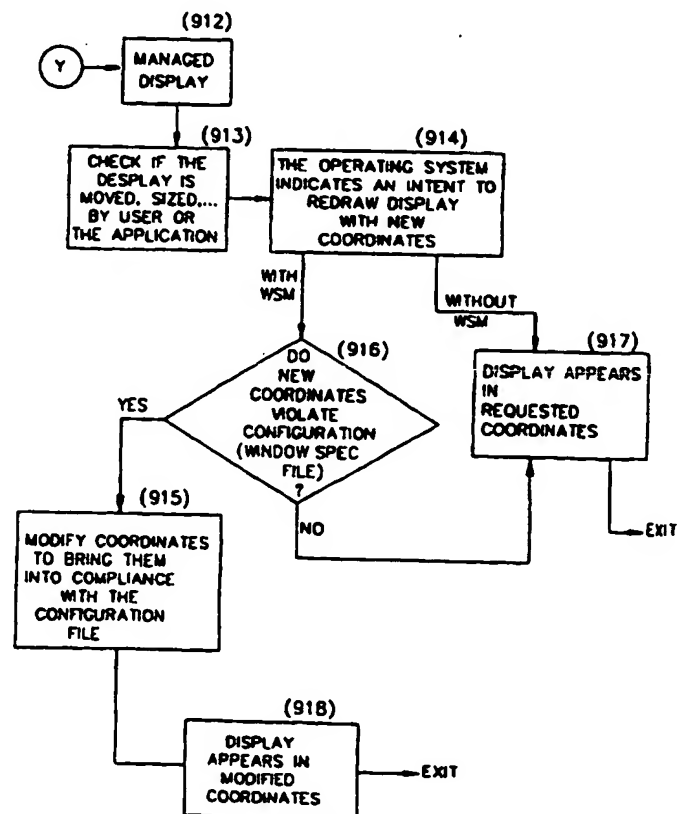 (912)
Y
MANAGED
DISPLAY
(913)
CHECK IF THE
DESPLAY IS
MOVED, SIZED,...
BY USER OR
THE APPLICATION
(914)
THE OPERATING SYSTEM
INDICATES AN INTENT TO
REDRAW DISPLAY
WITH NEW
COORDINATES
WITH
WSM
WITHOUT
WSM
(916)
DO
NEW
COORDINATES
VIOLATE
CONFIGURATION
(WINDOW SPEC
FILE)
?
YES
NO
(917)
DISPLAY APPEARS
IN
REQUESTED
COORDINATES
EXIT
(915)
MODIFY COORDINATES
TO BRING THEM
INTO COMPLIANCE
WITH THE
CONFIGURATION
FILE
(918)
DISPLAY
APPEARS IN
MODIFIED
COORDINATES
EXIT